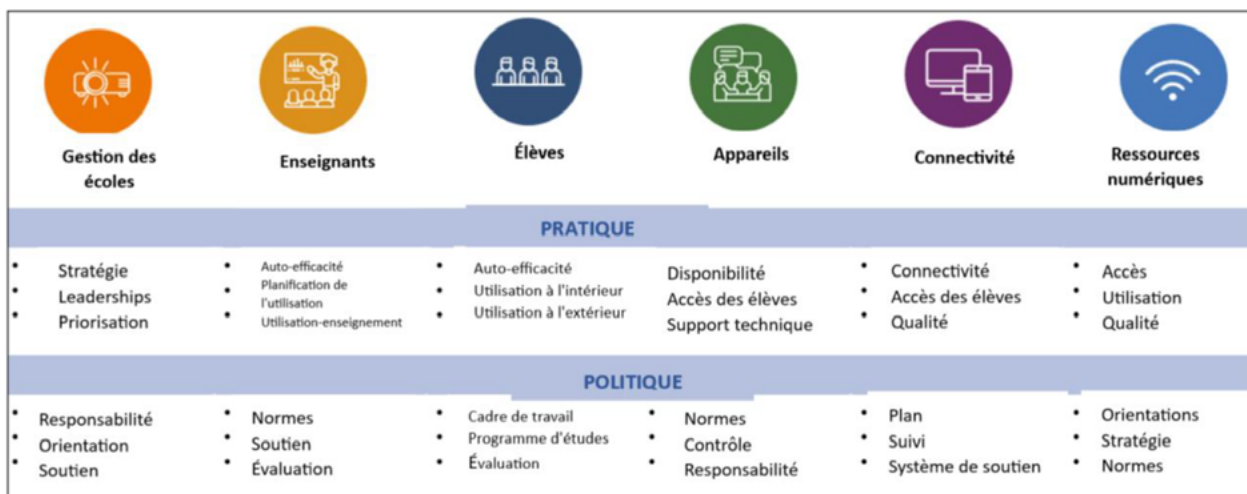 Gestion des
écoles
Enseignants
Élèves
Appareils
Connectivité
Ressources
numériques
PRATIQUE
• Stratégie
• Leaderships
• Priorisation
• Auto-efficacité
• Planification de
l'utilisation
• Utilisation-enseignement
• Auto-efficacité
• Utilisation à l'intérieur
• Utilisation à l'extérieur
Disponibilité
Accès des élèves
Support technique
• Connectivité
• Accès des élèves
• Qualité
• Accès
• Utilisation
• Qualité
POLITIQUE
• Responsabilité
• Orientation
• Soutien
• Normes
• Soutien
• Évaluation
• Cadre de travail
• Programme d'études
• Évaluation
• Normes
• Contrôle
• Responsabilité
• Plan
• Suivi
• Système de soutien
• Orientations
• Stratégie
• Normes